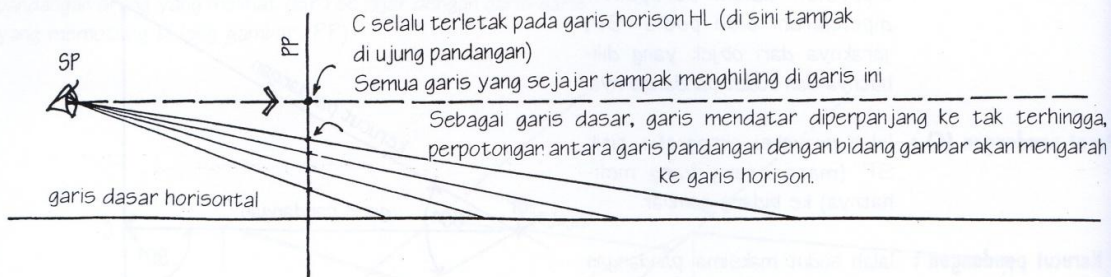 C selalu terletak pada garis horison HL (di sini tampak
di ujung pandangan)
Semua garis yang sejajar tampak menghilang di garis ini
PP
SP
Sebagai garis dasar, garis mendatar diperpanjang ke tak terhingga,
perpotongan antara garis pandangan dengan bidang gambar akan mengarah
ke garis horison.
garis dasar horisontal